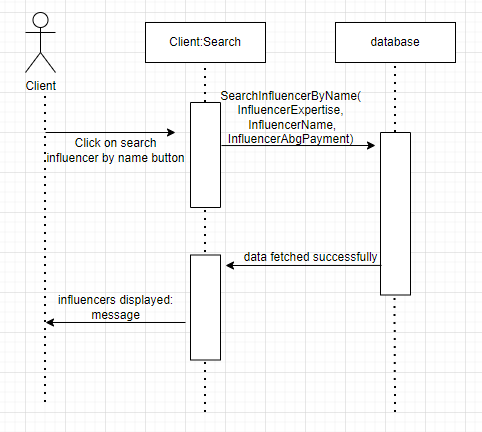 Client
Client:Search
database
SearchInfluencerByName(
InfluencerExpertise,
InfluencerName,
InfluencerAbgPayment)
Click on search
influencer by name button
data fetched successfully
influencers displayed:
message